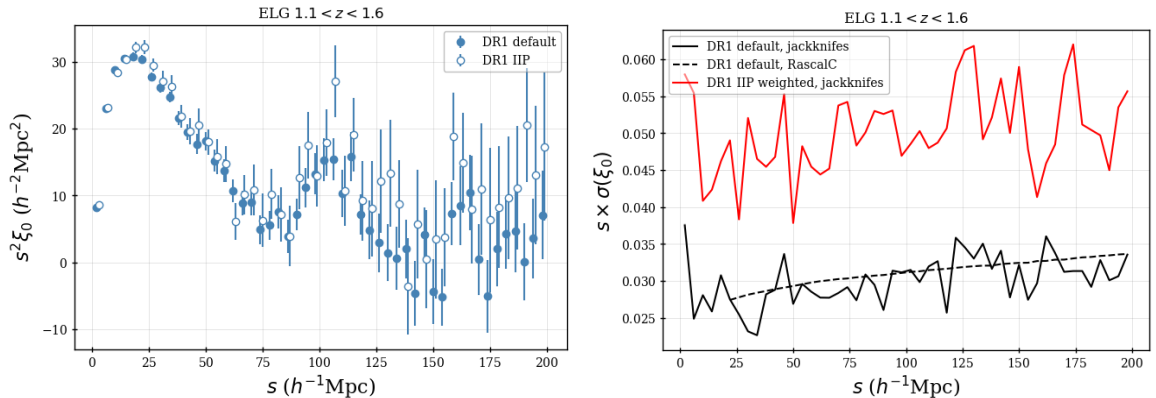 ELG 1.1 < z < 1.6
DR1 default
DR1 IIP
30
20
10
0
−10
s²ξ₀ (h⁻²Mpc²)
0 25 50 75 100 125 150 175 200
s (h⁻¹Mpc)
ELG 1.1 < z < 1.6
DR1 default, jackknifes
DR1 default, RascalC
DR1 IIP weighted, jackknifes
0.060
0.055
0.050
0.045
0.040
0.035
0.030
0.025
s × σ(ξ₀)
0 25 50 75 100 125 150 175 200
s (h⁻¹Mpc)